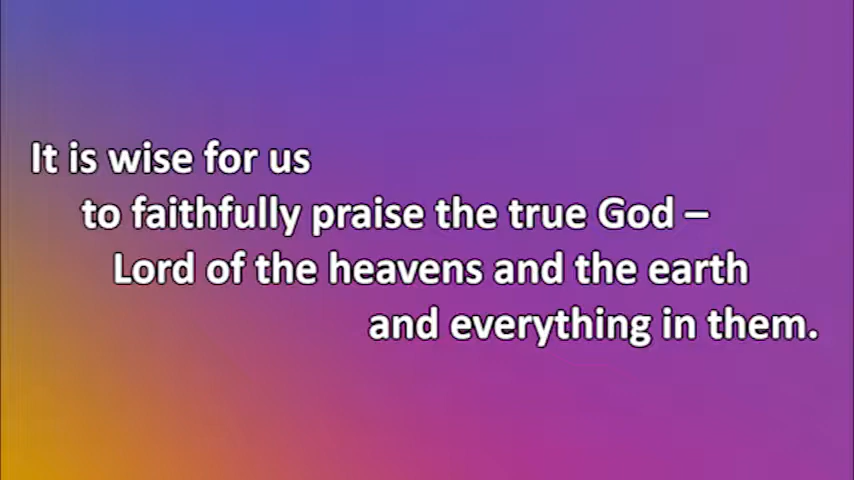 It is wise for us
to faithfully praise the true God –
Lord of the heavens and the earth
and everything in them.